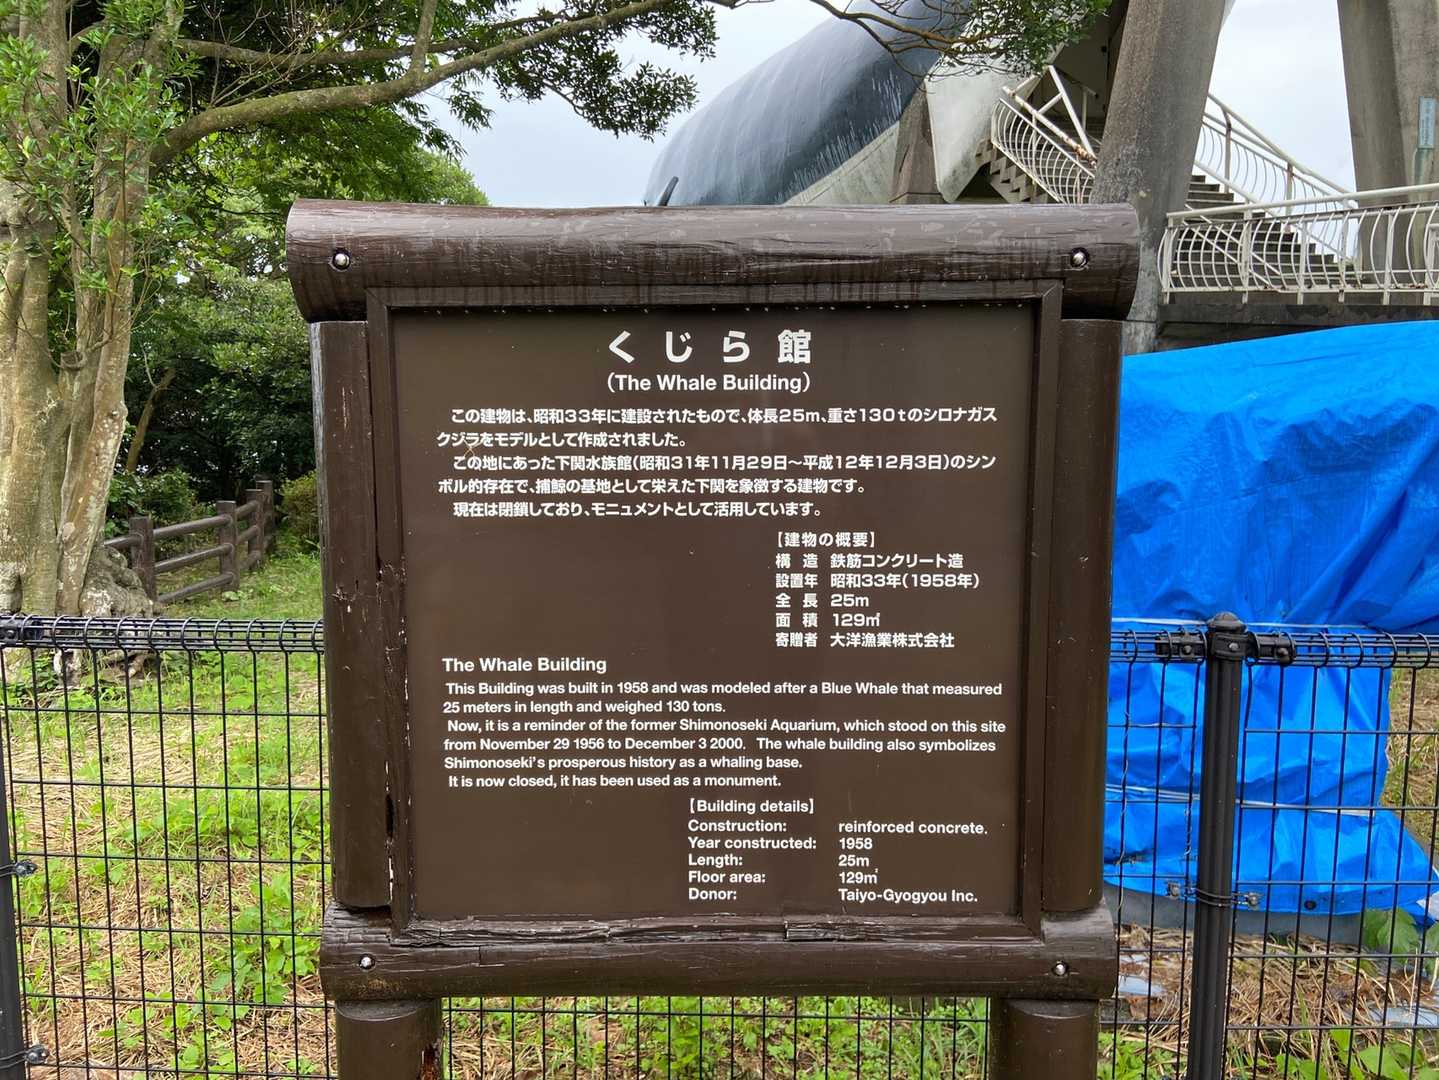 くじら館
(The Whale Building)
この建物は、昭和33年に建設されたもので、体長25m、重さ130tのシロナガス
クジラをモデルとして作成されました。
この地にあった下関水族館(昭和31年11月29日～平成12年12月3日)のシン
ボル的存在で、捕鯨の基地として栄えた下関を象徴する建物です。
現在は閉鎖しており、モニュメントとして活用しています。
【建物の概要】
構 造 鉄筋コンクリート造
設置年 昭和33年(1958年)
全 長 25m
面 積 129㎡
寄贈者 大洋漁業株式会社
The Whale Building
This Building was built in 1958 and was modeled after a Blue Whale that measured
25 meters in length and weighed 130 tons.
Now, it is a reminder of the former Shimonoseki Aquarium, which stood on this site
from November 29 1956 to December 3 2000. The whale building also symbolizes
Shimonoseki's prosperous history as a whaling base.
It is now closed, it has been used as a monument.
【Building details】
Construction: reinforced concrete.
Year constructed: 1958
Length: 25m
Floor area: 129㎡
Donor: Taiyo-Gyogyou Inc.